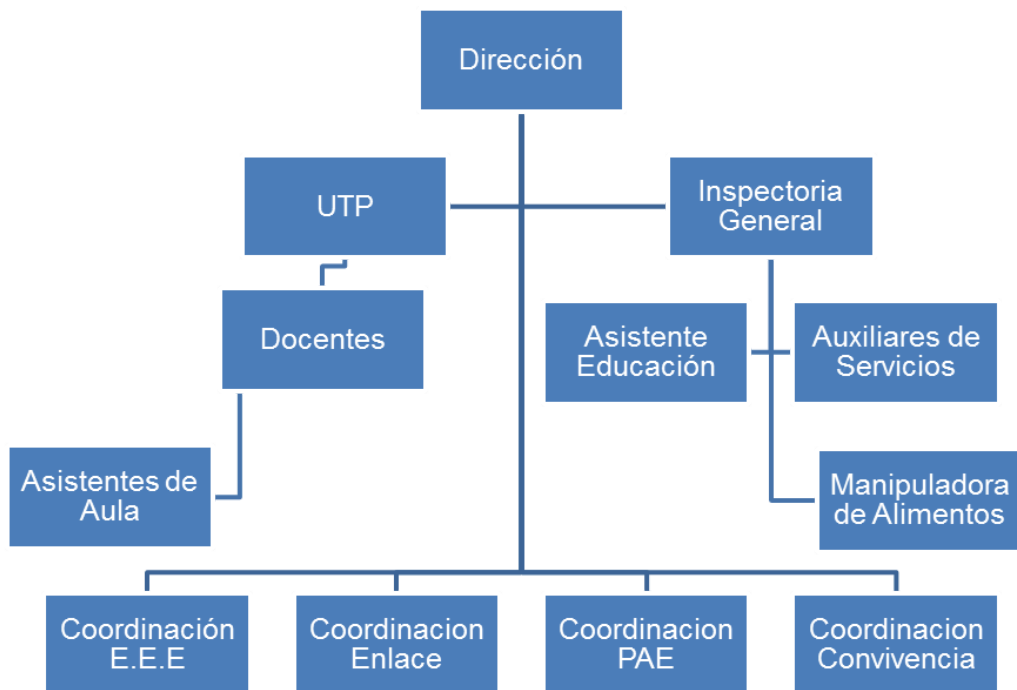 Dirección
UTP
Inspectoria
General
Docentes
Asistente
Educación
Auxiliares de
Servicios
Asistentes de
Aula
Manipuladora
de Alimentos
Coordinación
E.E.E
Coordinacion
Enlace
Coordinacion
PAE
Coordinacion
Convivencia